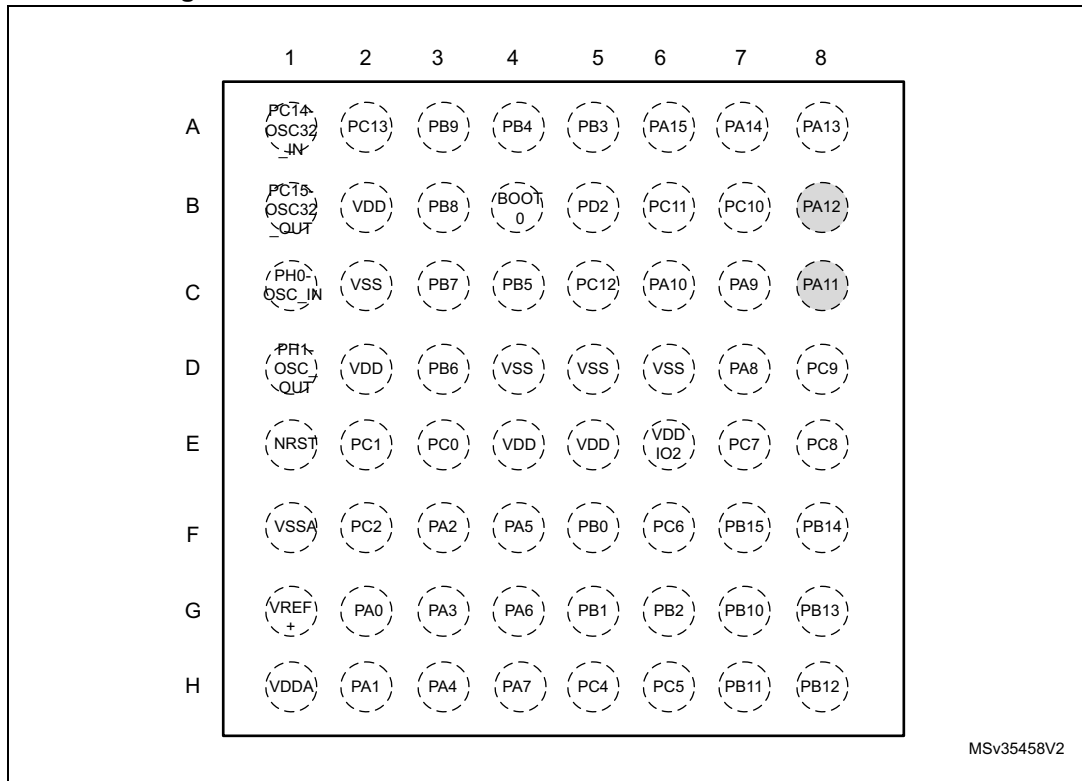 1 2 3 4 5 6 7 8
A PC14-OSC32_IN PC13 PB9 PB4 PB3 PA15 PA14 PA13
B PC15-OSC32_OUT VDD PB8 BOOT0 PD2 PC11 PC10 PA12
C PH0-OSC_IN VSS PB7 PB5 PC12 PA10 PA9 PA11
D PH1-OSC_OUT VDD PB6 VSS VSS VSS PA8 PC9
E NRST PC1 PC0 VDD VDD VDDIO2 PC7 PC8
F VSSA PC2 PA2 PA5 PB0 PC6 PB15 PB14
G VREF+ PA0 PA3 PA6 PB1 PB2 PB10 PB13
H VDDA PA1 PA4 PA7 PC4 PC5 PB11 PB12
MSv35458V2